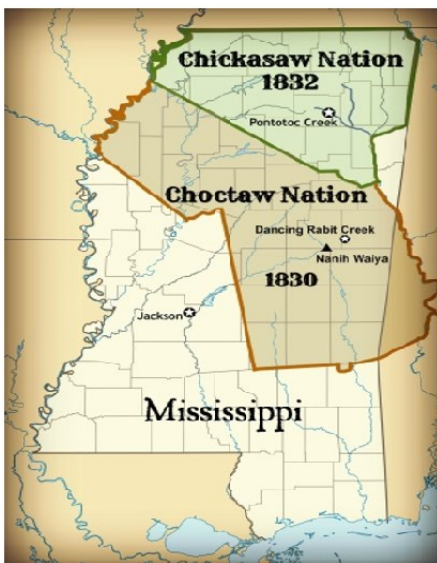 Chickasaw Nation
1832
Pontotoc Creek
Choctaw Nation
Dancing Rabit Creek
Nanih Waiya
1830
Jackson
Mississippi